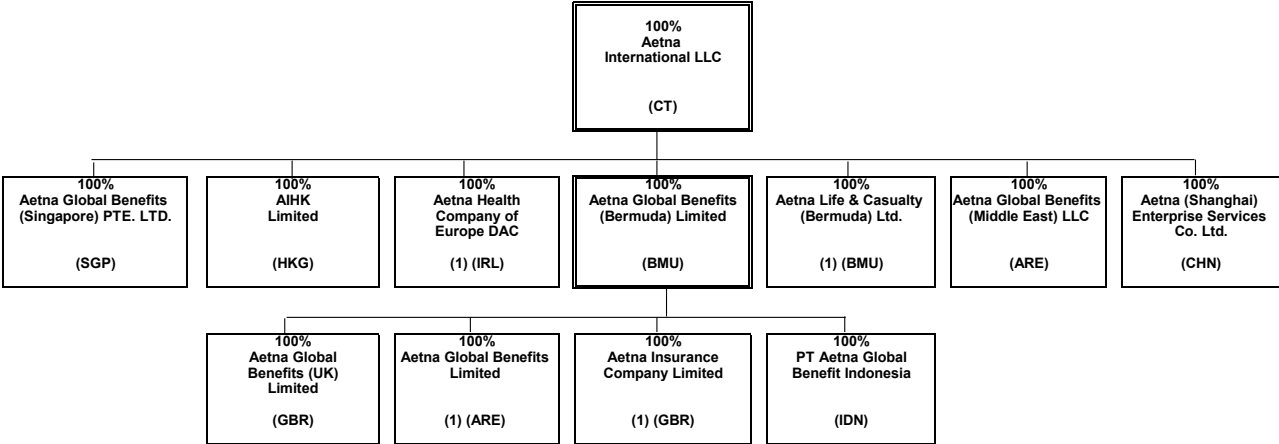 100%
Aetna
International LLC
(CT)
100%
Aetna Global Benefits
(Singapore) PTE. LTD.
(SGP)
100%
AIHK
Limited
(HKG)
100%
Aetna Health
Company of
Europe DAC
(1) (IRL)
100%
Aetna Global Benefits
(Bermuda) Limited
(BMU)
100%
Aetna Life & Casualty
(Bermuda) Ltd.
(1) (BMU)
100%
Aetna Global Benefits
(Middle East) LLC
(ARE)
100%
Aetna (Shanghai)
Enterprise Services
Co. Ltd.
(CHN)
100%
Aetna Global
Benefits (UK)
Limited
(GBR)
100%
Aetna Global Benefits
Limited
(1) (ARE)
100%
Aetna Insurance
Company Limited
(1) (GBR)
100%
PT Aetna Global
Benefit Indonesia
(IDN)